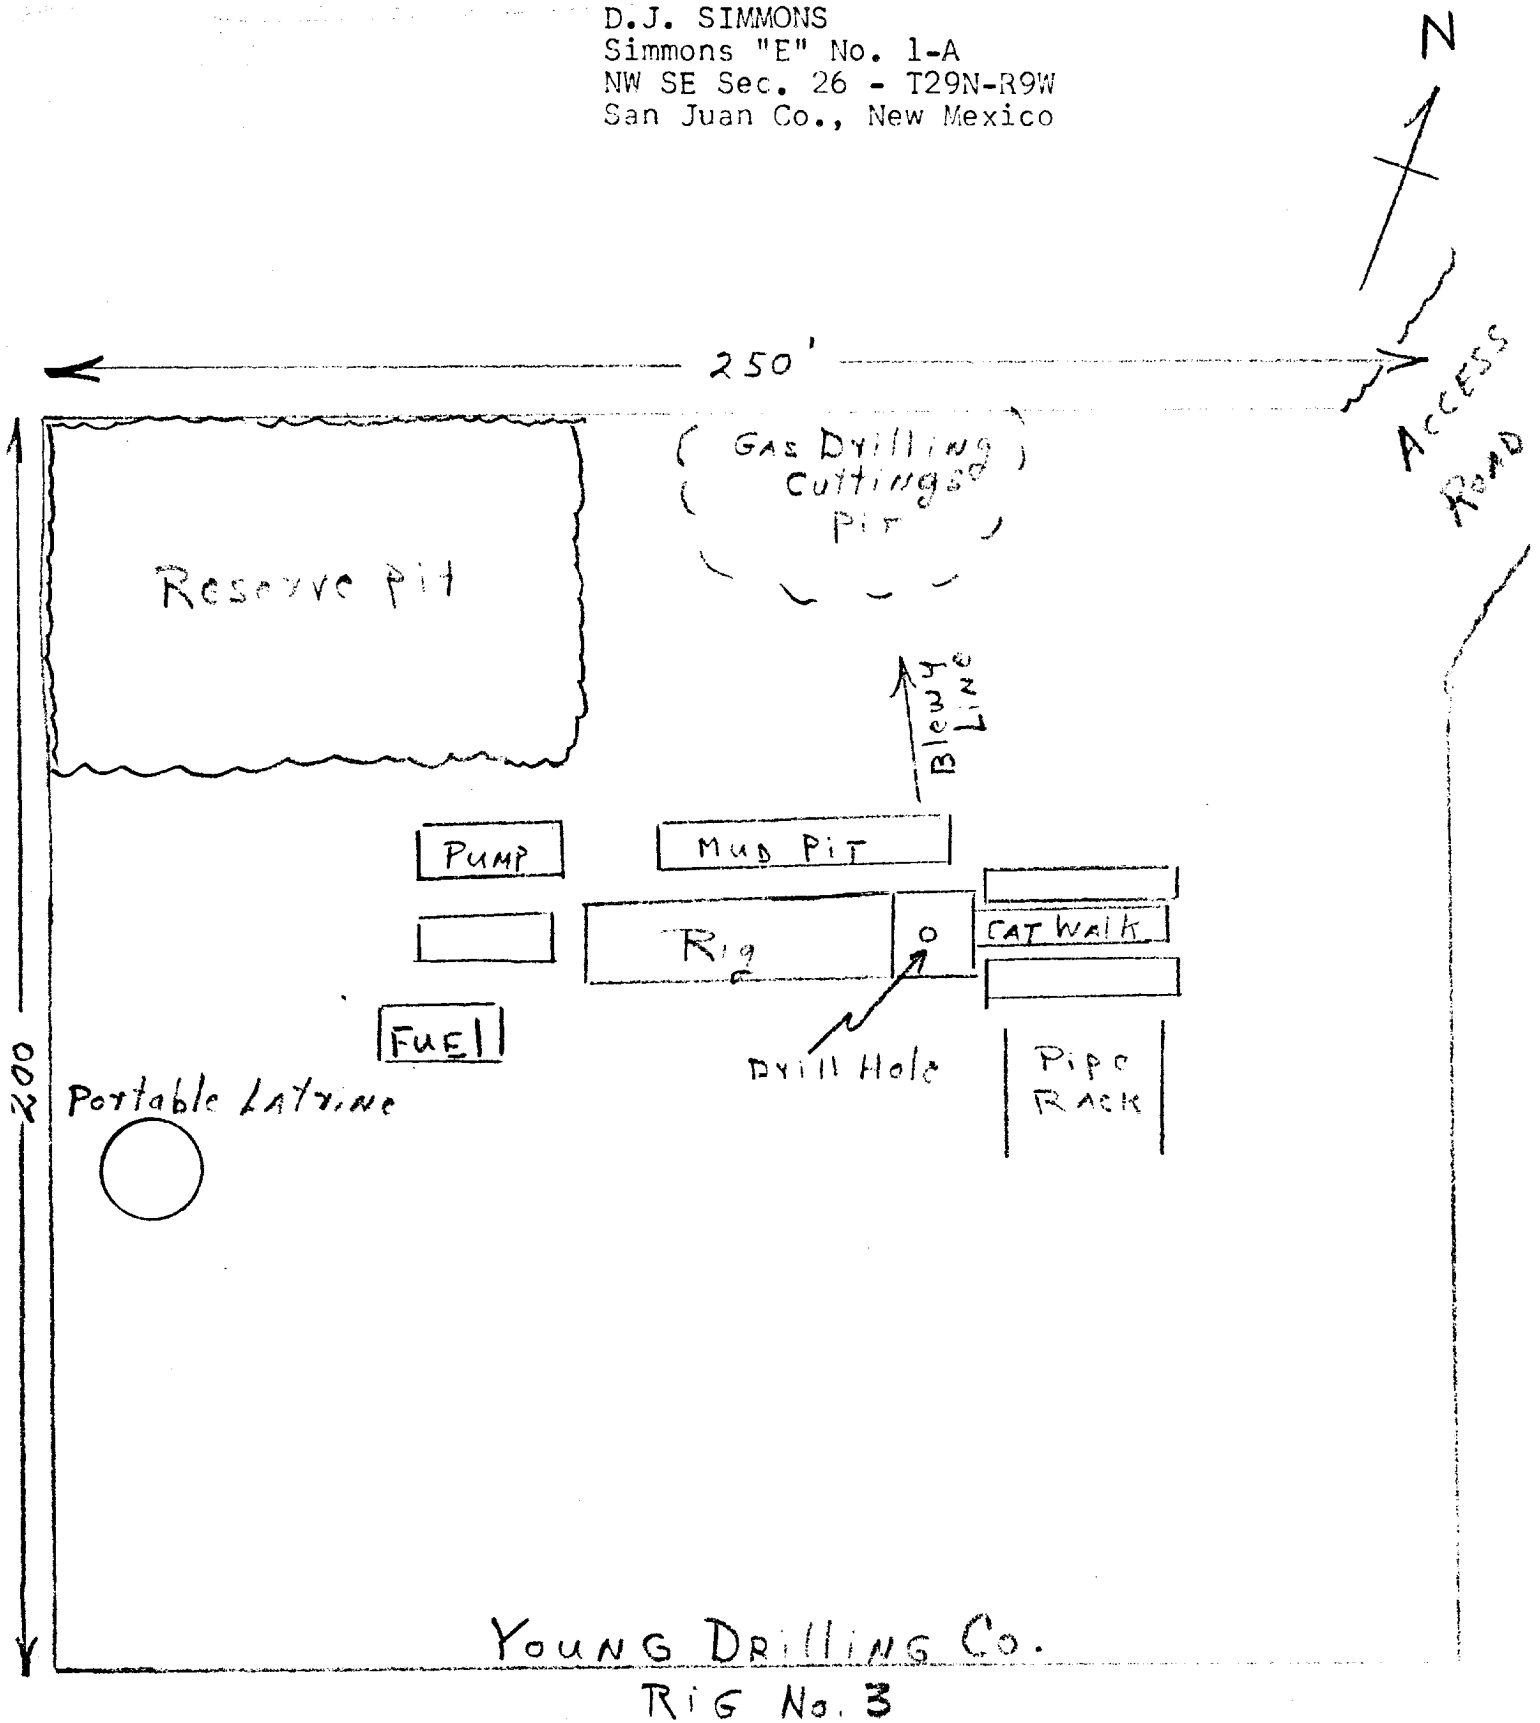 D.J. SIMMONS
Simmons "E" No. 1-A
NW SE Sec. 26 - T29N-R9W
San Juan Co., New Mexico
N
250'
ACCESS
ROAD
GAS Drilling
Cuttings
Pit
Reserve Pit
Blewy
Line
PUMP
MUD PIT
Rig
CAT WALK
FUEL
Drill Hole
Pipe
RACK
200
Portable LATrine
YOUNG DRilliNG Co.
RiG No. 3